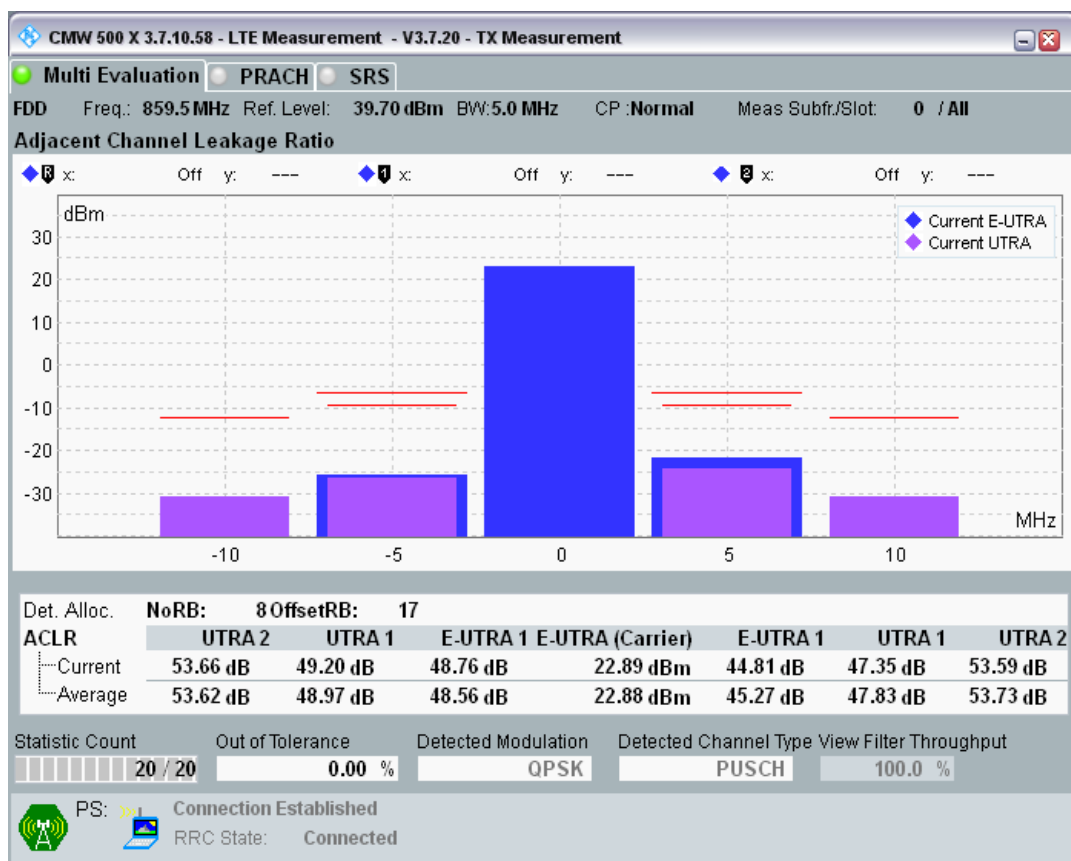 CMW 500 X 3.7.10.58 - LTE Measurement - V3.7.20 - TX Measurement
Multi Evaluation PRACH SRS
FDD Freq.: 859.5 MHz Ref. Level: 39.70 dBm BW: 5.0 MHz CP :Normal Meas Subfr./Slot: 0 / All
Adjacent Channel Leakage Ratio
R x: Off y: --- 1 x: Off y: --- 2 x: Off y: ---
dBm
Current E-UTRA
Current UTRA
30
20
10
0
-10
-20
-30
MHz
-10 -5 0 5 10
Det. Alloc. NoRB: 8 OffsetRB: 17
ACLR UTRA 2 UTRA 1 E-UTRA 1 E-UTRA (Carrier) E-UTRA 1 UTRA 1 UTRA 2
Current 53.66 dB 49.20 dB 48.76 dB 22.89 dBm 44.81 dB 47.35 dB 53.59 dB
Average 53.62 dB 48.97 dB 48.56 dB 22.88 dBm 45.27 dB 47.83 dB 53.73 dB
Statistic Count Out of Tolerance Detected Modulation Detected Channel Type View Filter Throughput
20 / 20 0.00 % QPSK PUSCH 100.0 %
PS: Connection Established
RRC State: Connected